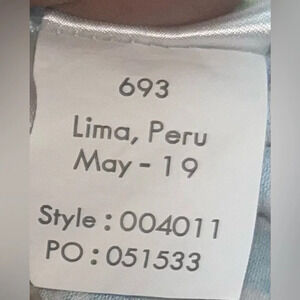 693
Lima, Peru
May - 19
Style : 004011
PO : 051533